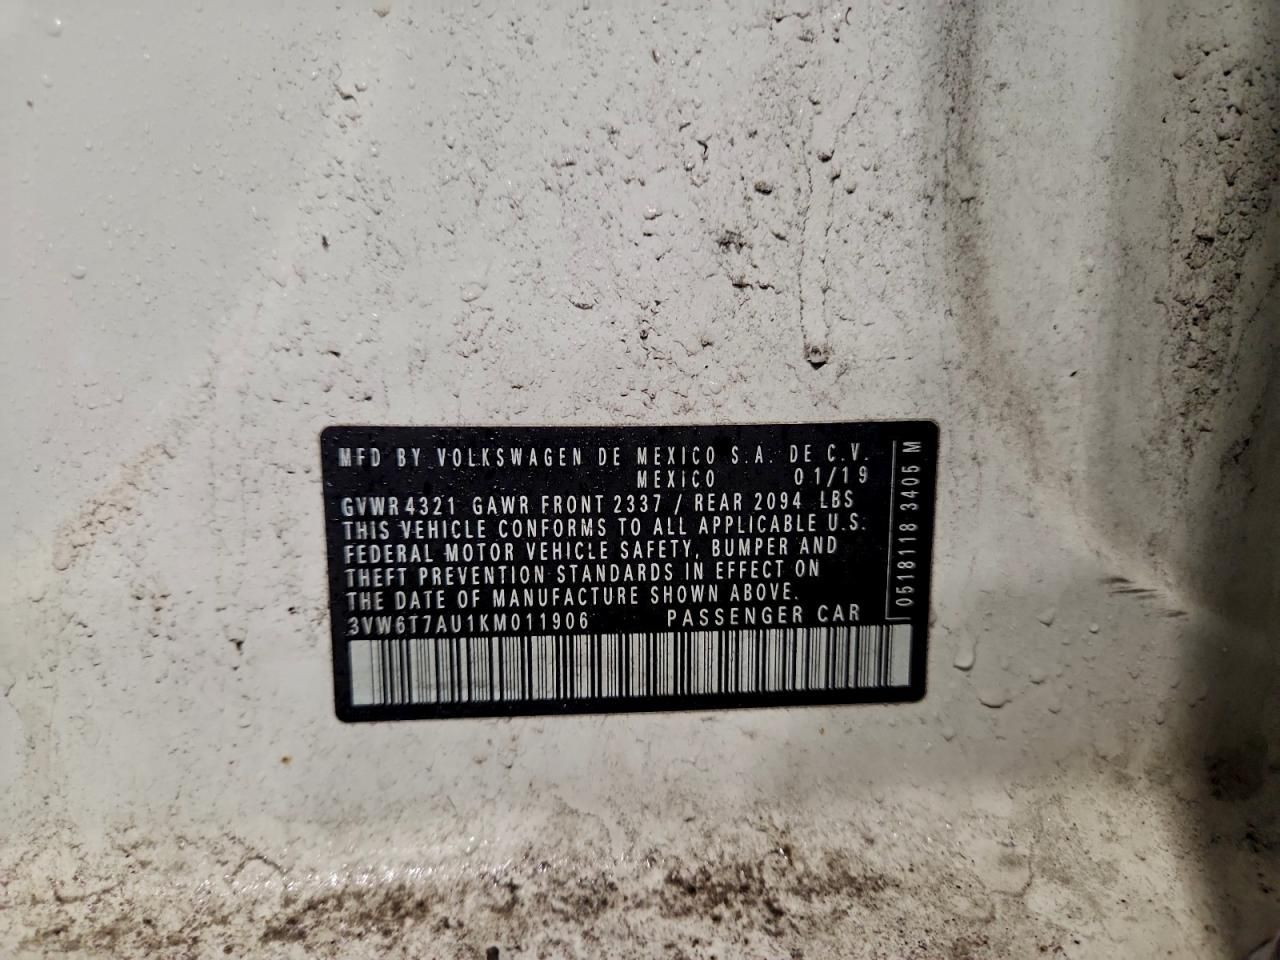 MFD BY VOLKSWAGEN DE MEXICO S.A. DE C.V.
MEXICO 01/19
GVWR 4321 GAWR FRONT 2337 / REAR 2094 LBS
THIS VEHICLE CONFORMS TO ALL APPLICABLE U.S.
FEDERAL MOTOR VEHICLE SAFETY, BUMPER AND
THEFT PREVENTION STANDARDS IN EFFECT ON
THE DATE OF MANUFACTURE SHOWN ABOVE.
3VW6T7AU1KM011906 PASSENGER CAR
0518118 3405 M